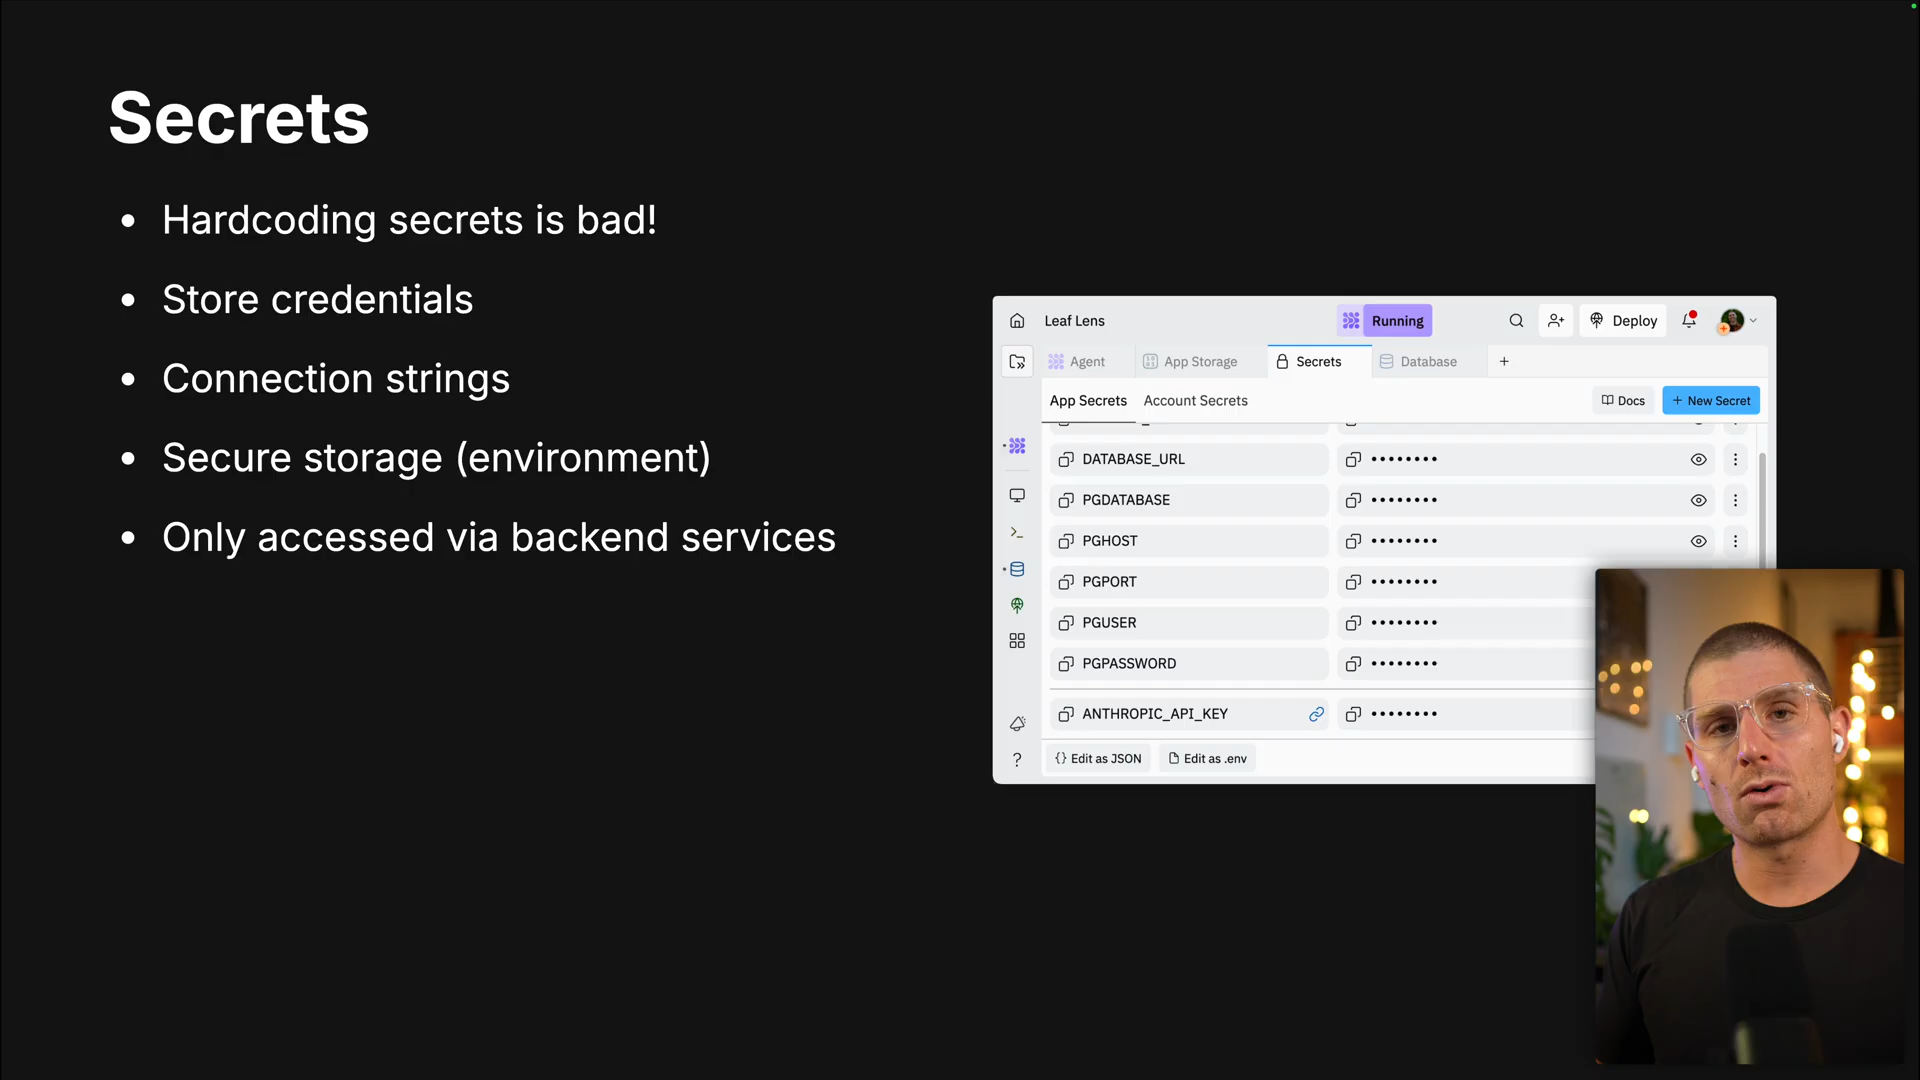 Secrets
• Hardcoding secrets is bad!
• Store credentials
• Connection strings
• Secure storage (environment)
• Only accessed via backend services
Leaf Lens
Running
Deploy
Agent
App Storage
Secrets
Database
+
App Secrets
Account Secrets
Docs
+ New Secret
DATABASE_URL ••••••••
PGDATABASE ••••••••
PGHOST ••••••••
PGPORT ••••••••
PGUSER ••••••••
PGPASSWORD ••••••••
ANTHROPIC_API_KEY ••••••••
{} Edit as JSON
Edit as .env
?